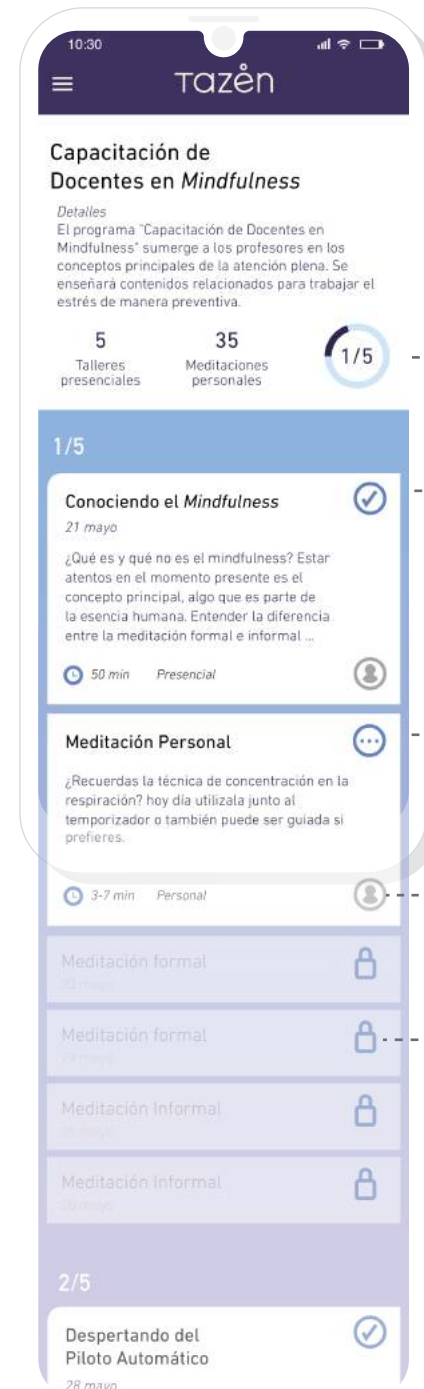 10:30
Tazen
Capacitación de
Docentes en Mindfulness
Detalles
El programa "Capacitación de Docentes en
Mindfulness" sumerge a los profesores en los
conceptos principales de la atención plena. Se
enseñará contenidos relacionados para trabajar el
estrés de manera preventiva.
5
Talleres
presenciales
35
Meditaciones
personales
1/5
1/5
Conociendo el Mindfulness
21 mayo
¿Qué es y qué no es el mindfulness? Estar
atentos en el momento presente es el
concepto principal, algo que es parte de
la esencia humana. Entender la diferencia
entre la meditación formal e informal ...
50 min Presencial
Meditación Personal
¿Recuerdas la técnica de concentración en la
respiración? hoy día utilizala junto al
temporizador o también puede ser guiada si
prefieres.
3-7 min Personal
Meditación formal
Meditación formal
Meditación Informal
Meditación Informal
2/5
Despertando del
Piloto Automático
28 mayo